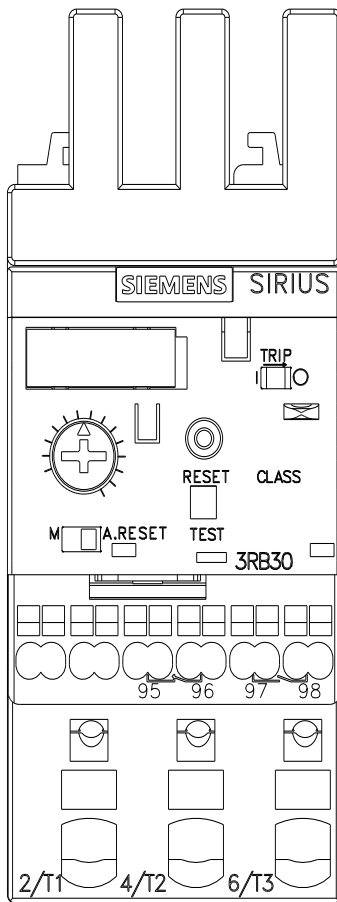 SIEMENS SIRIUS
TRIP
I O
RESET CLASS
M A.RESET TEST
3RB30
95 96 97 98
2/T1 4/T2 6/T3